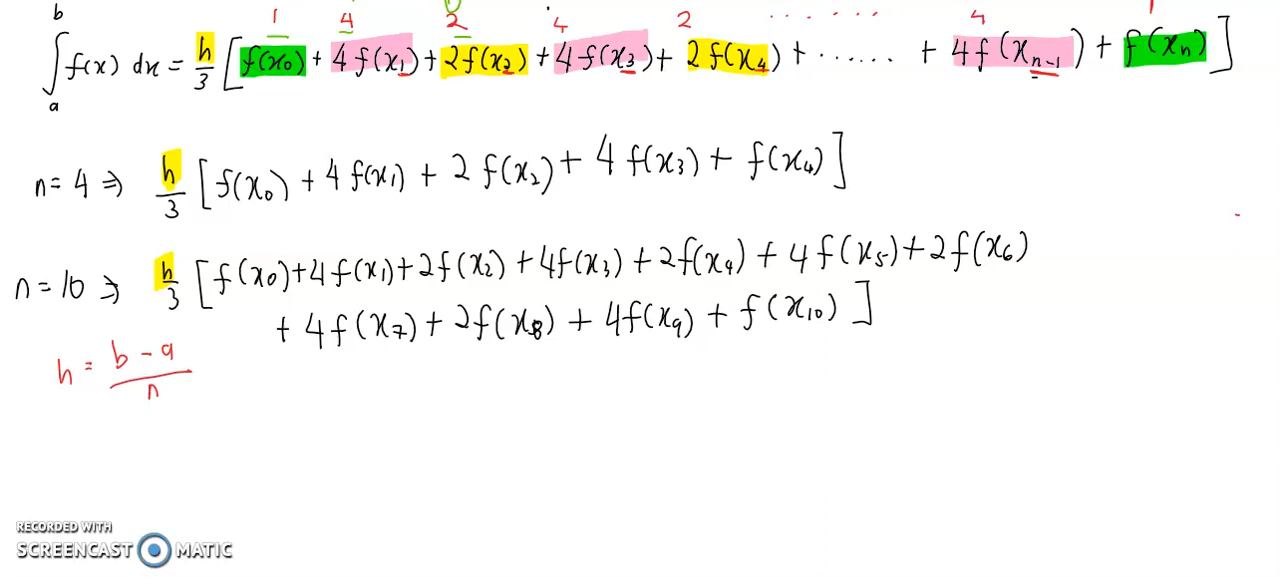 1 4 2 4 2 ...... 4 1
∫_a^b f(x) dx = h/3 [f(x₀) + 4f(x₁) + 2f(x₂) + 4f(x₃) + 2f(x₄) + ...... + 4f(xₙ₋₁) + f(xₙ)]
n = 4 ⇒ h/3 [f(x₀) + 4f(x₁) + 2f(x₂) + 4f(x₃) + f(x₄)]
n = 10 ⇒ h/3 [f(x₀) + 4f(x₁) + 2f(x₂) + 4f(x₃) + 2f(x₄) + 4f(x₅) + 2f(x₆)
+ 4f(x₇) + 2f(x₈) + 4f(x₉) + f(x₁₀)]
h = b - a / n
RECORDED WITH
SCREENCAST MATIC